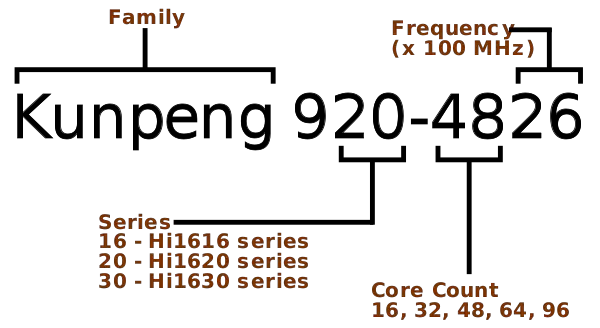 Family
Frequency
(x 100 MHz)
Kunpeng 920-4826
Series
16 - Hi1616 series
20 - Hi1620 series
30 - Hi1630 series
Core Count
16, 32, 48, 64, 96